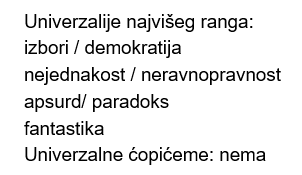 Univerzalije najvišeg ranga:
izbori / demokratija
nejednakost / neravnopravnost
apsurd/ paradoks
fantastika
Univerzalne ćopićeme: nema